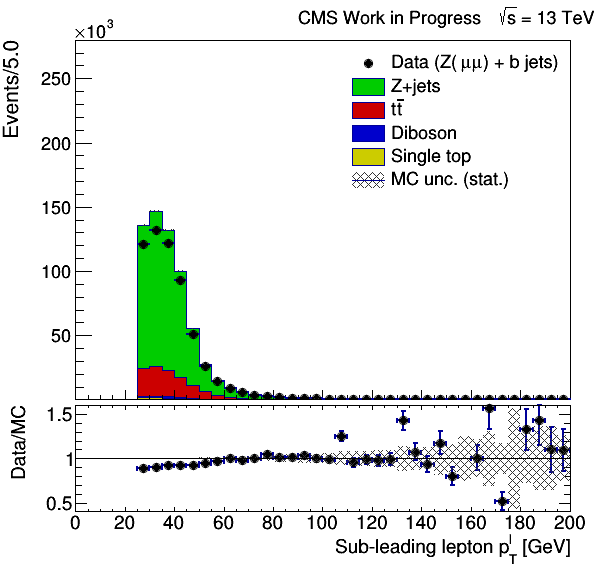 CMS Work in Progress √s = 13 TeV
×10³
Events/5.0
250
200
150
100
50
Data (Z(μμ) + b jets)
Z+jets
tt̄
Diboson
Single top
MC unc. (stat.)
Data/MC
1.5
1
0.5
0 20 40 60 80 100 120 140 160 180 200
Sub-leading lepton p_T^l [GeV]